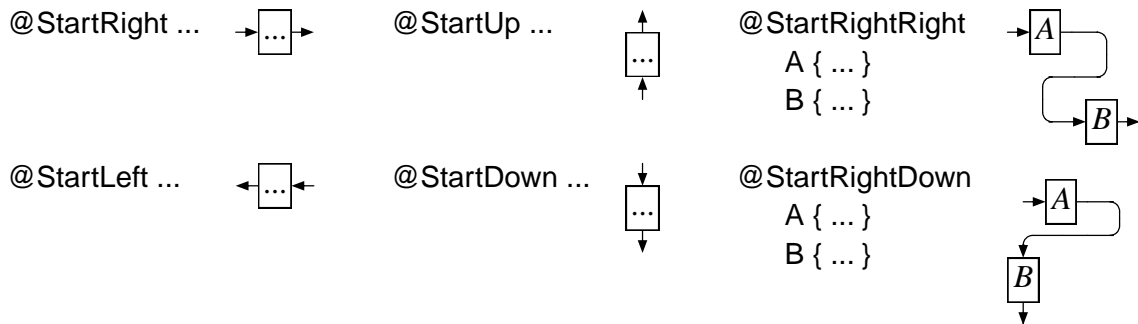 @StartRight ...
...
@StartUp ...
...
@StartRightRight
A { ... }
B { ... }
A
B
@StartLeft ...
...
@StartDown ...
...
@StartRightDown
A { ... }
B { ... }
A
B